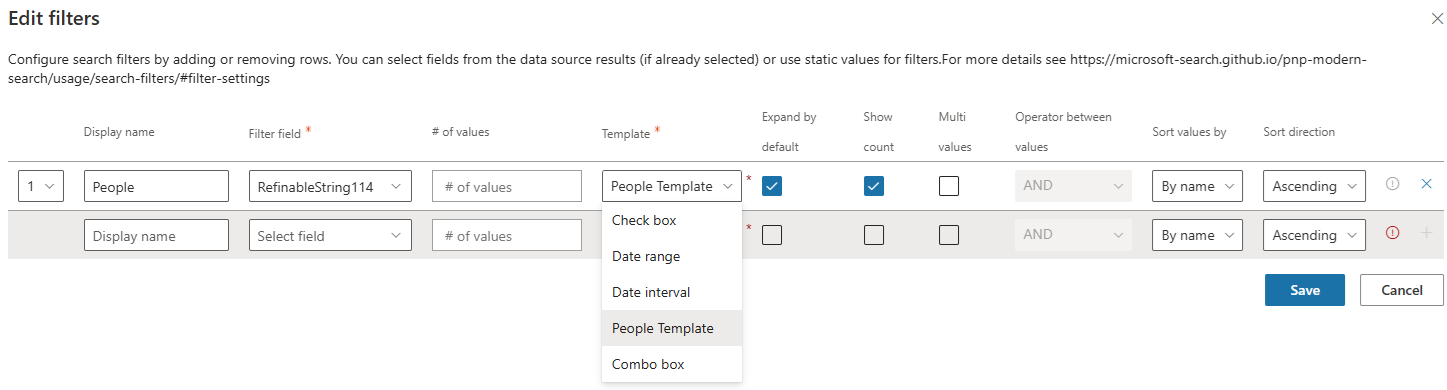 Edit filters
Configure search filters by adding or removing rows. You can select fields from the data source results (if already selected) or use static values for filters.For more details see https://microsoft-search.github.io/pnp-modern-
search/usage/search-filters/#filter-settings
Display name Filter field * # of values Template * Expand by default Show count Multi values Operator between values Sort values by Sort direction
1 People RefinableString114 # of values People Template * AND By name Ascending
Display name Select field # of values * AND By name Ascending
Check box
Date range
Date interval
People Template
Combo box
Save Cancel